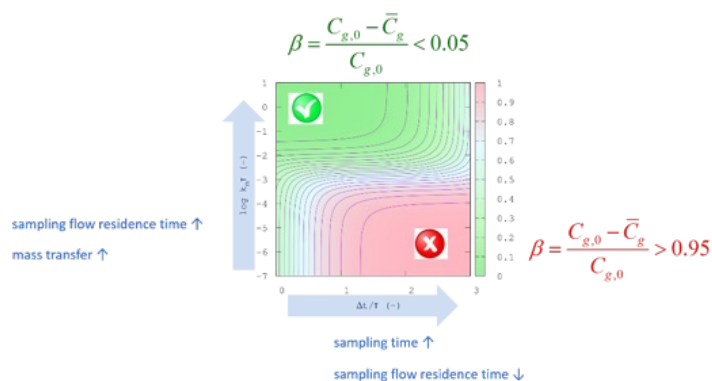 β = (C_{g,0} − C̄_g) / C_{g,0} < 0.05
1
0
-1
-2
-3
-4
-5
-6
-7
log k_m τ (-)
0 1 2 3
Δt/τ (-)
1
0.9
0.8
0.7
0.6
0.5
0.4
0.3
0.2
0.1
0
sampling flow residence time ↑
mass transfer ↑
β = (C_{g,0} − C̄_g) / C_{g,0} > 0.95
sampling time ↑
sampling flow residence time ↓